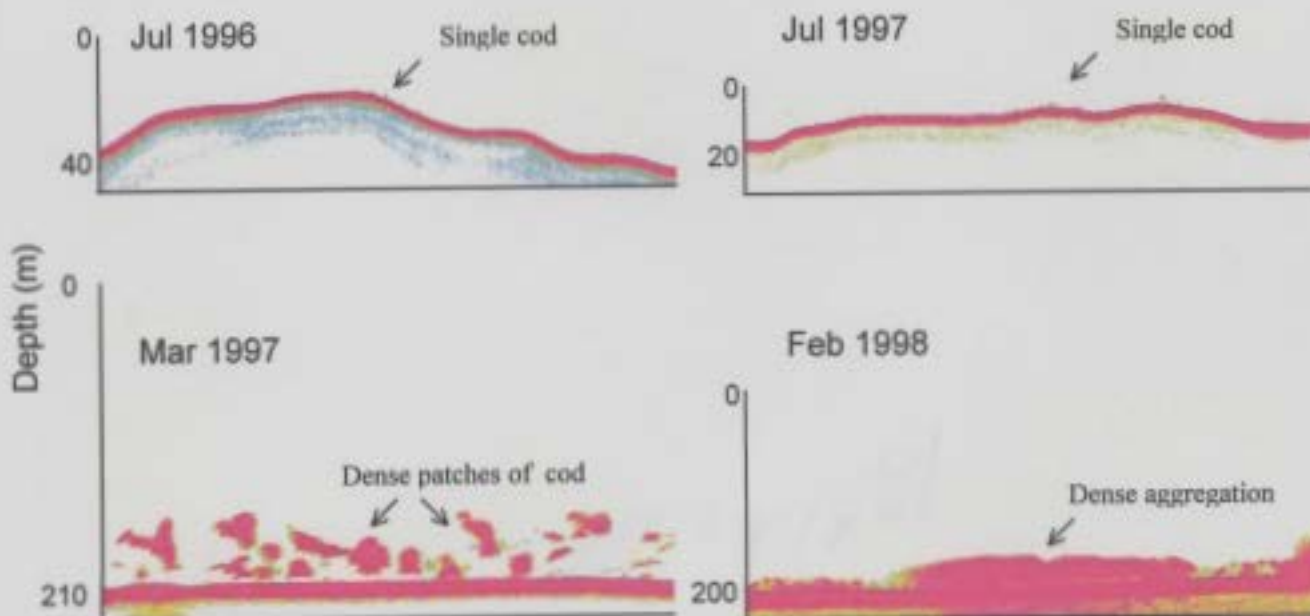 0
Jul 1996
Single cod
40
Jul 1997
Single cod
0
20
Depth (m)
0
Mar 1997
Dense patches of cod
210
Feb 1998
0
Dense aggregation
200